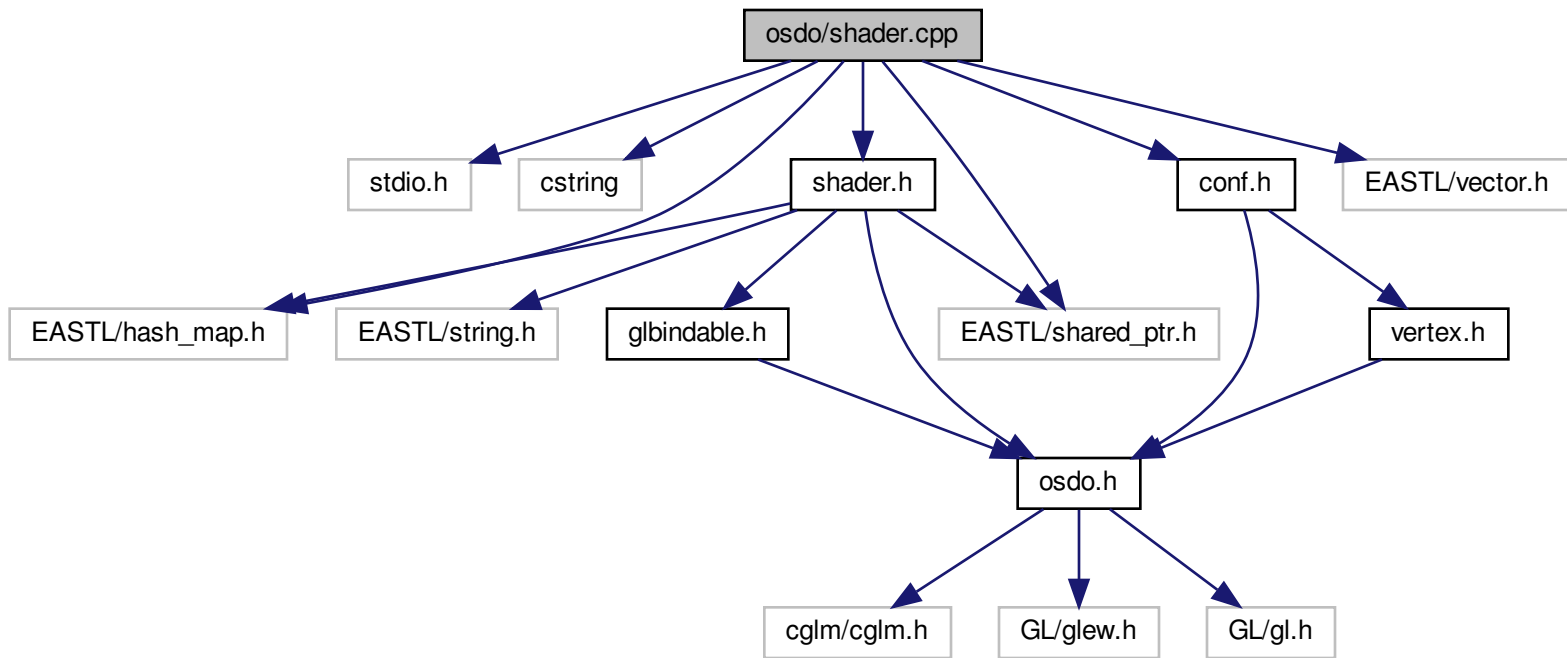 osdo/shader.cpp
stdio.h
cstring
shader.h
conf.h
EASTL/vector.h
EASTL/hash_map.h
EASTL/string.h
glbindable.h
EASTL/shared_ptr.h
vertex.h
osdo.h
cglm/cglm.h
GL/glew.h
GL/gl.h